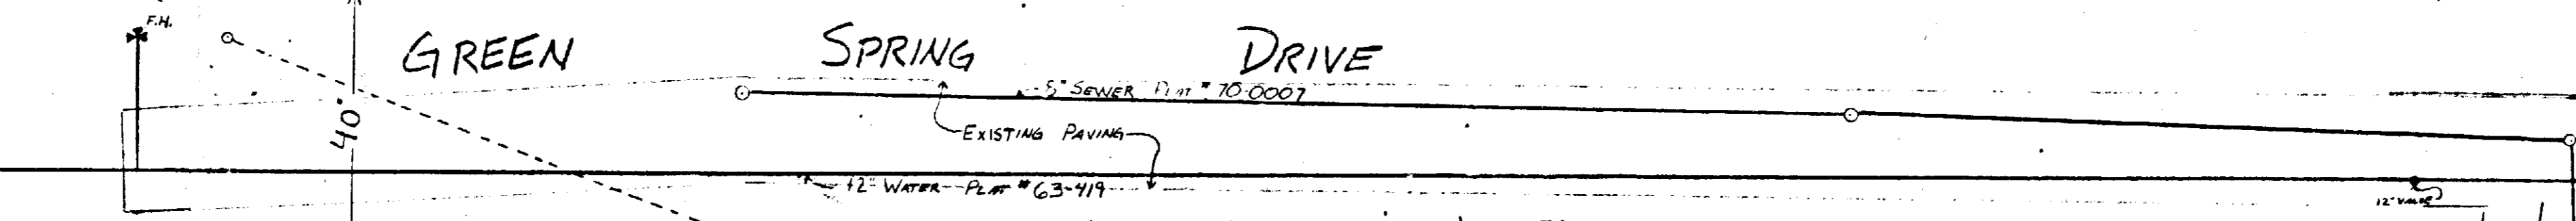 F.H.
GREEN SPRING DRIVE
8" SEWER PLAT # 70-0007
40'
EXISTING PAVING
12" WATER--PLAT # 63-419
12" VALVE